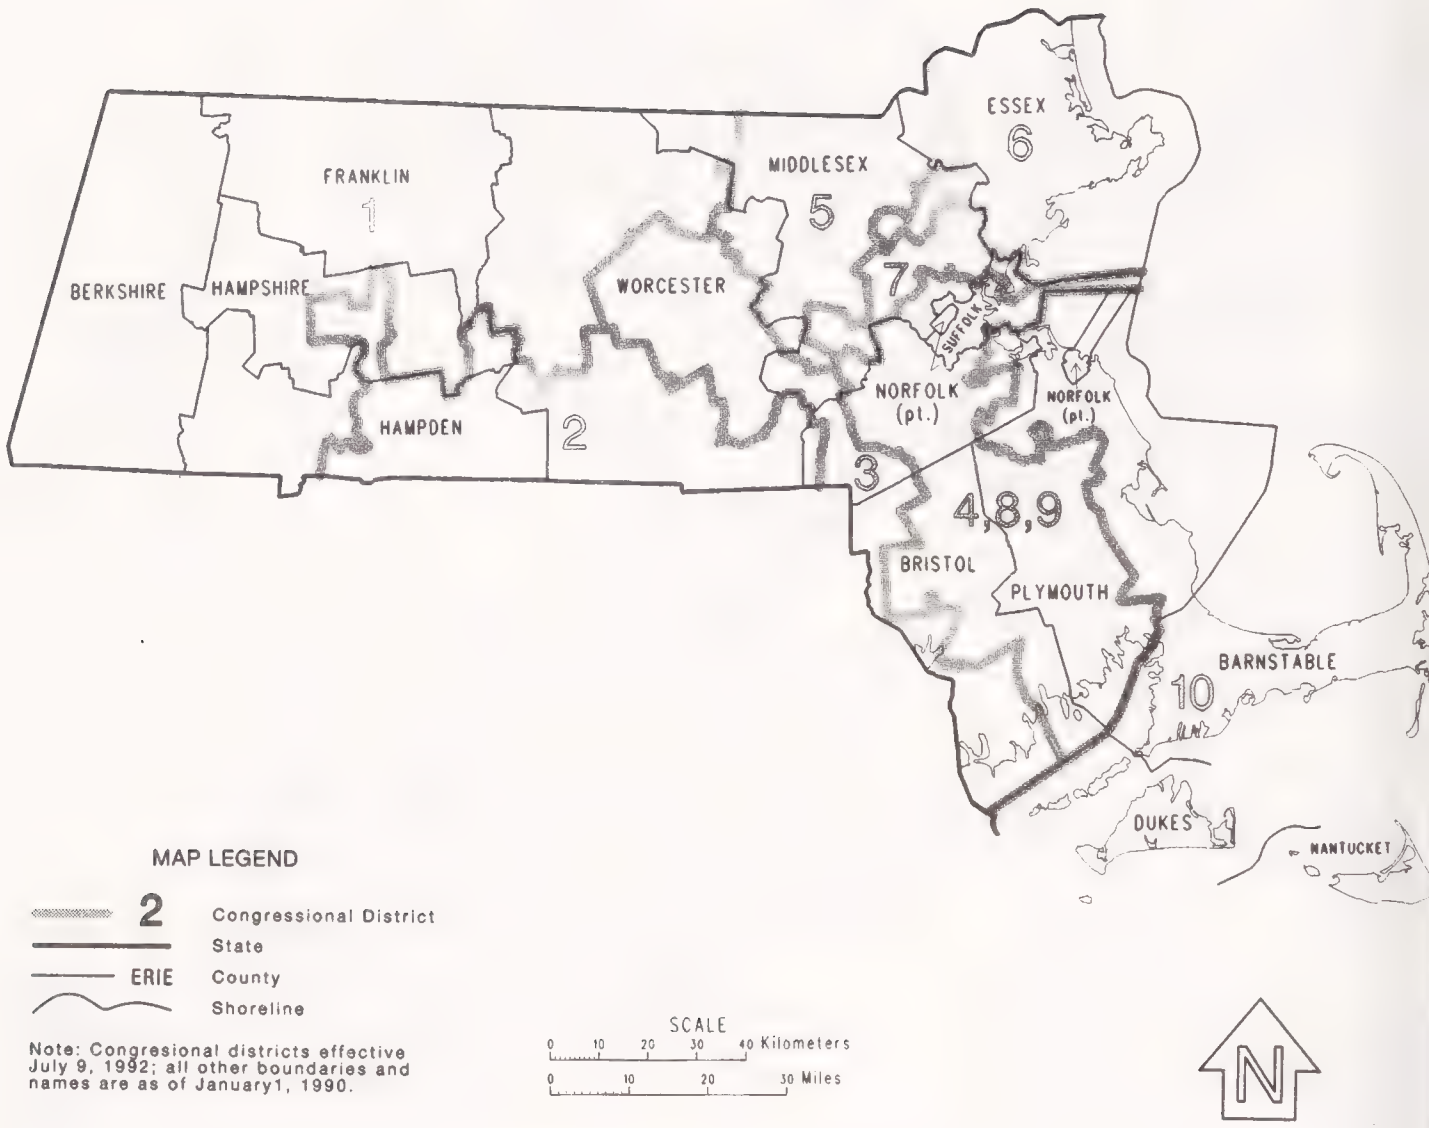 ESSEX
6
MIDDLESEX
5
FRANKLIN
1
7
BERKSHIRE
HAMPSHIRE
WORCESTER
SUFFOLK
NORFOLK
(pt.)
NORFOLK
(pt.)
HAMPDEN
2
3
4,8,9
BRISTOL
PLYMOUTH
BARNSTABLE
10
DUKES
NANTUCKET
MAP LEGEND
2 Congressional District
State
ERIE County
Shoreline
Note: Congresional districts effective
July 9, 1992; all other boundaries and
names are as of January1, 1990.
SCALE
0 10 20 30 40 Kilometers
0 10 20 30 Miles
N